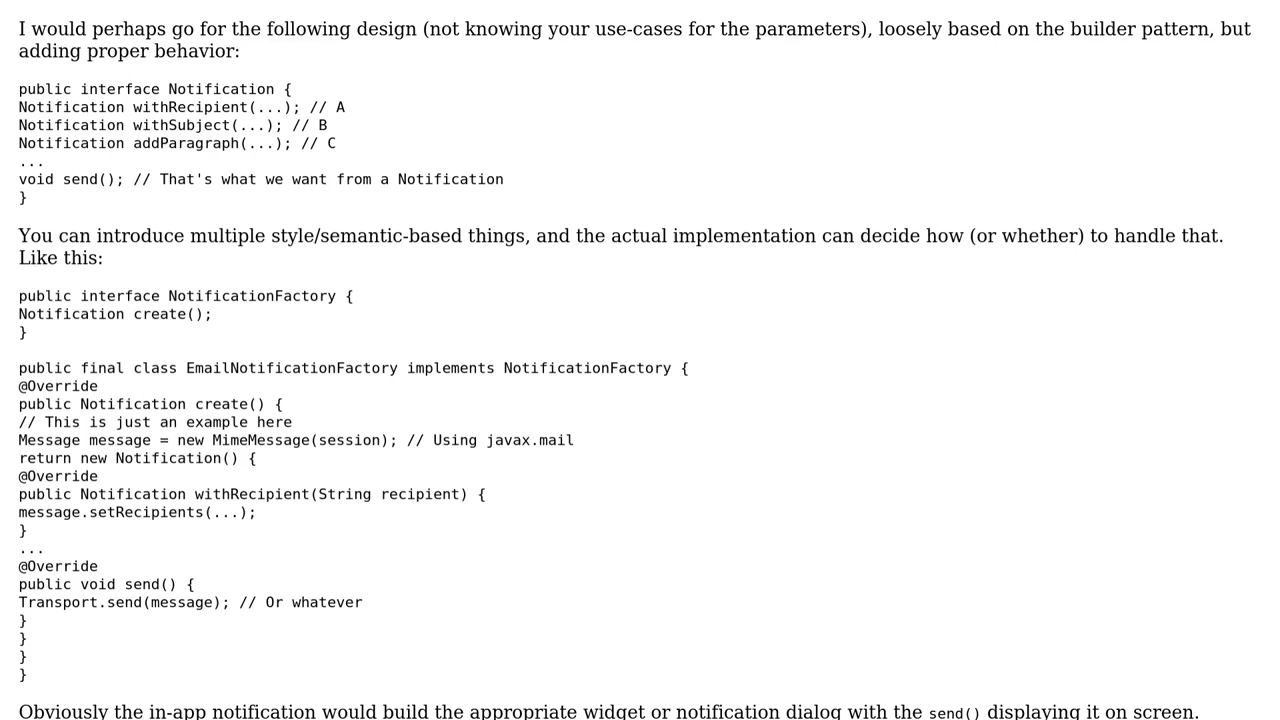 I would perhaps go for the following design (not knowing your use-cases for the parameters), loosely based on the builder pattern, but
adding proper behavior:
public interface Notification {
Notification withRecipient(...); // A
Notification withSubject(...); // B
Notification addParagraph(...); // C
...
void send(); // That's what we want from a Notification
}
You can introduce multiple style/semantic-based things, and the actual implementation can decide how (or whether) to handle that.
Like this:
public interface NotificationFactory {
Notification create();
}
public final class EmailNotificationFactory implements NotificationFactory {
@Override
public Notification create() {
// This is just an example here
Message message = new MimeMessage(session); // Using javax.mail
return new Notification() {
@Override
public Notification withRecipient(String recipient) {
message.setRecipients(...);
}
...
@Override
public void send() {
Transport.send(message); // Or whatever
}
}
}
}
Obviously the in-app notification would build the appropriate widget or notification dialog with the send() displaying it on screen.